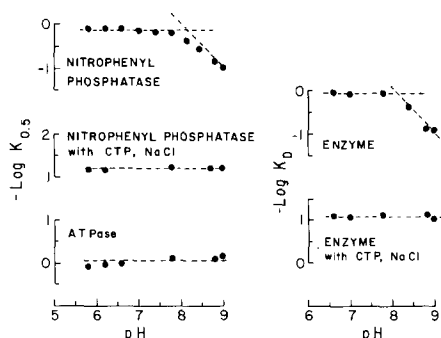 -0
-1
NITROPHENYL
PHOSPHATASE
2
1
NITROPHENYL PHOSPHATASE
with CTP, NaCl
1
0
ATPase
-Log K0.5
5 6 7 8 9
pH
-0
-1
ENZYME
1
ENZYME
with CTP, NaCl
-Log KD
6 7 8 9
pH